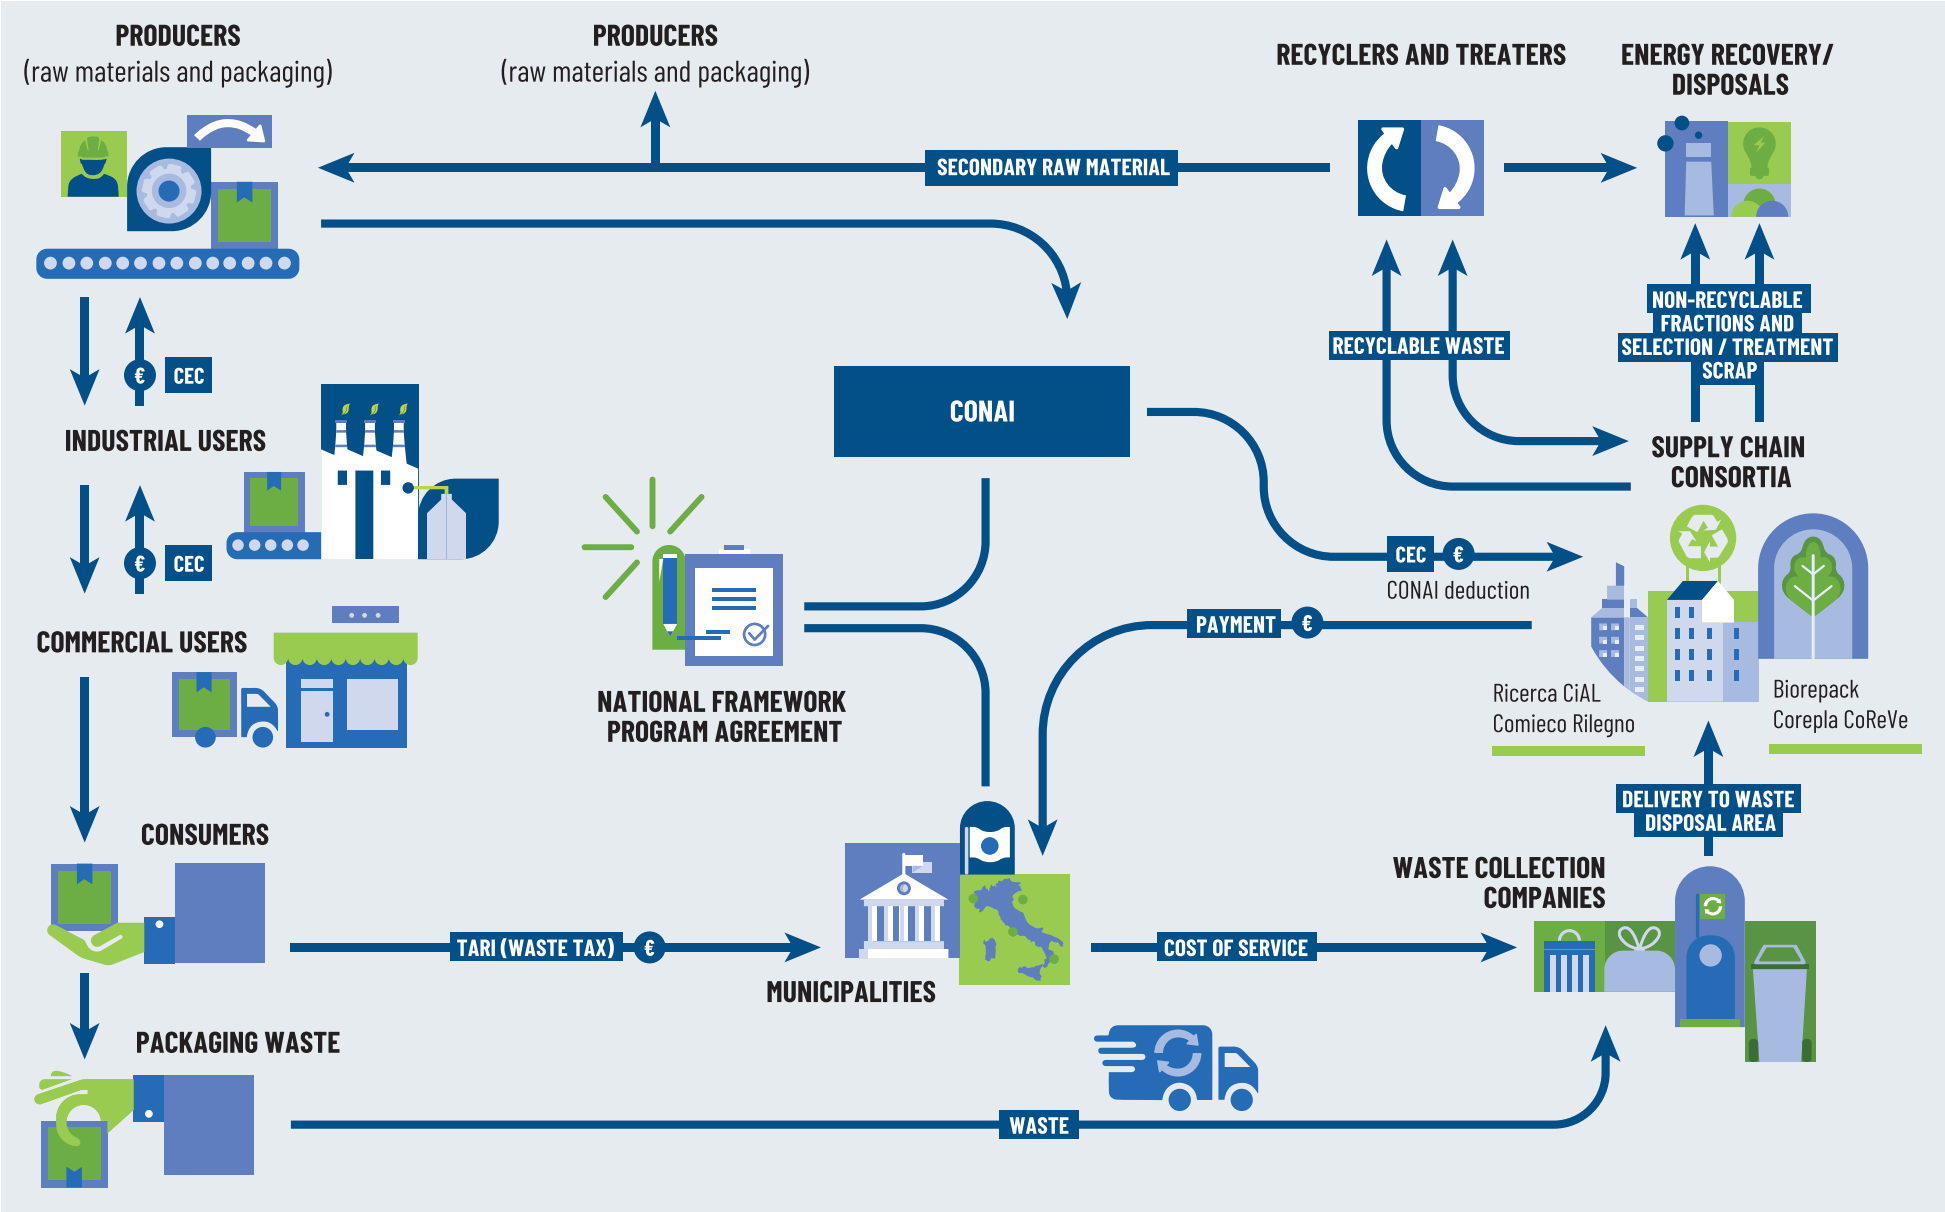 PRODUCERS
(raw materials and packaging)
PRODUCERS
(raw materials and packaging)
RECYCLERS AND TREATERS
ENERGY RECOVERY/
DISPOSALS
SECONDARY RAW MATERIAL
NON-RECYCLABLE
FRACTIONS AND
SELECTION / TREATMENT
SCRAP
RECYCLABLE WASTE
€ CEC
CONAI
INDUSTRIAL USERS
SUPPLY CHAIN
CONSORTIA
€ CEC
CEC €
CONAI deduction
PAYMENT €
COMMERCIAL USERS
NATIONAL FRAMEWORK
PROGRAM AGREEMENT
Ricerca CiAL
Comieco Rilegno
Biorepack
Corepla CoReVe
DELIVERY TO WASTE
DISPOSAL AREA
CONSUMERS
WASTE COLLECTION
COMPANIES
TARI (WASTE TAX) €
COST OF SERVICE
MUNICIPALITIES
PACKAGING WASTE
WASTE